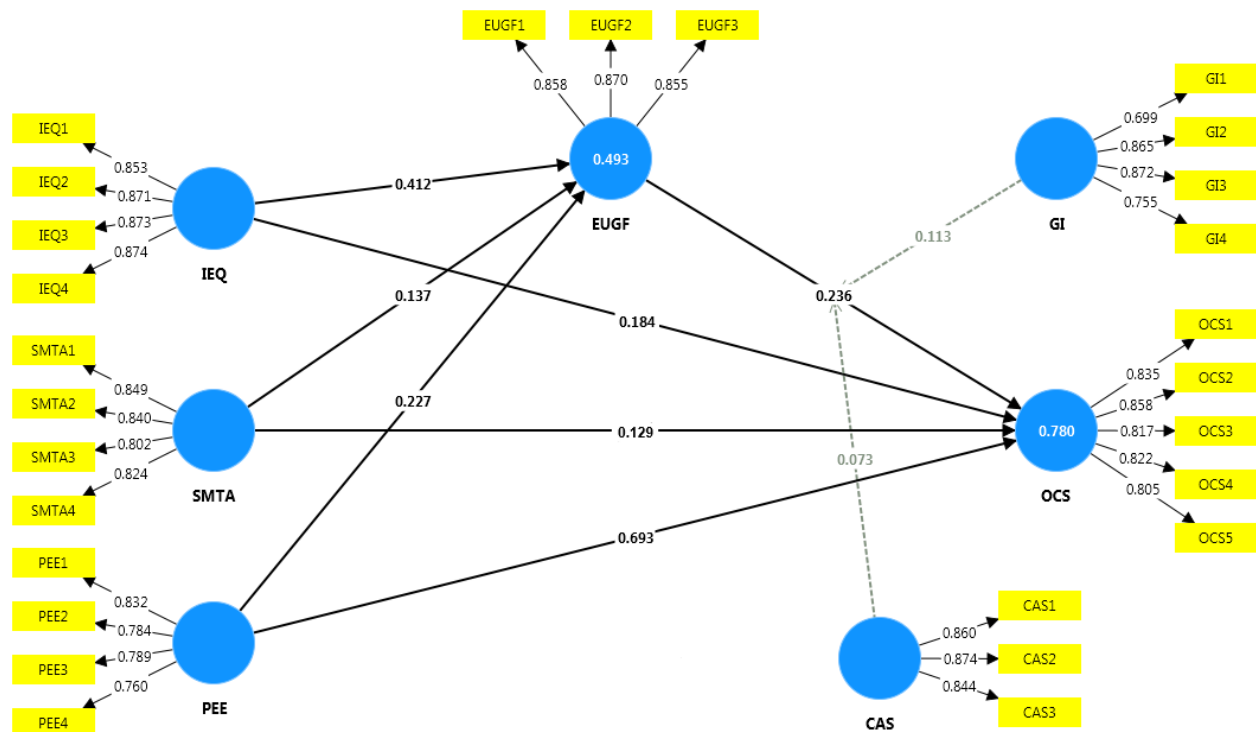 EUGF1
EUGF2
EUGF3
0.858
0.870
0.855
0.493
EUGF
IEQ1
IEQ2
IEQ3
IEQ4
0.853
0.871
0.873
0.874
IEQ
SMTA1
SMTA2
SMTA3
SMTA4
0.849
0.840
0.802
0.824
SMTA
PEE1
PEE2
PEE3
PEE4
0.832
0.784
0.789
0.760
PEE
0.412
0.137
0.227
0.184
0.129
0.693
0.236
0.113
0.073
GI1
GI2
GI3
GI4
0.699
0.865
0.872
0.755
GI
OCS1
OCS2
OCS3
OCS4
OCS5
0.835
0.858
0.817
0.822
0.805
0.780
OCS
CAS1
CAS2
CAS3
0.860
0.874
0.844
CAS